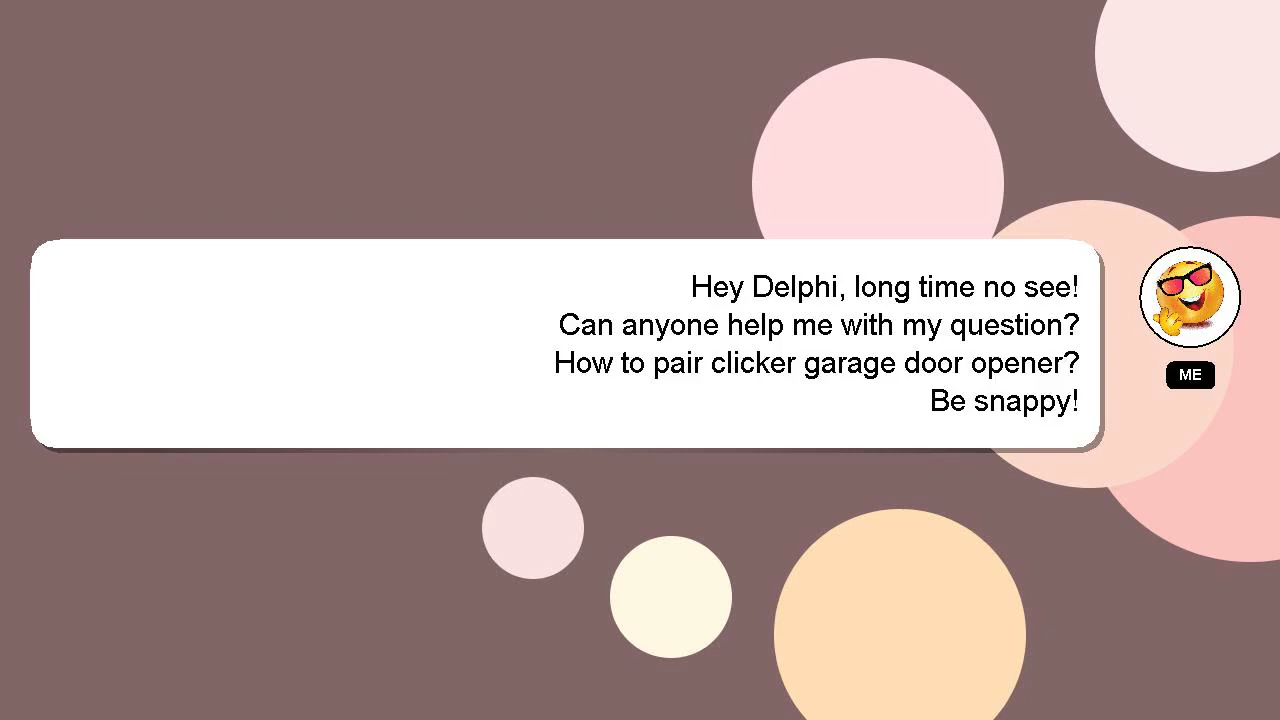 Hey Delphi, long time no see!
Can anyone help me with my question?
How to pair clicker garage door opener?
Be snappy!
ME